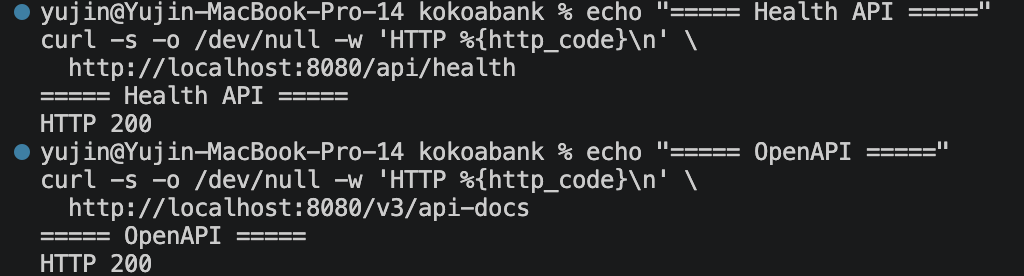 yujin@Yujin-MacBook-Pro-14 kokoabank % echo "===== Health API ====="
curl -s -o /dev/null -w 'HTTP %{http_code}\n' \
  http://localhost:8080/api/health
===== Health API =====
HTTP 200
yujin@Yujin-MacBook-Pro-14 kokoabank % echo "===== OpenAPI ====="
curl -s -o /dev/null -w 'HTTP %{http_code}\n' \
  http://localhost:8080/v3/api-docs
===== OpenAPI =====
HTTP 200